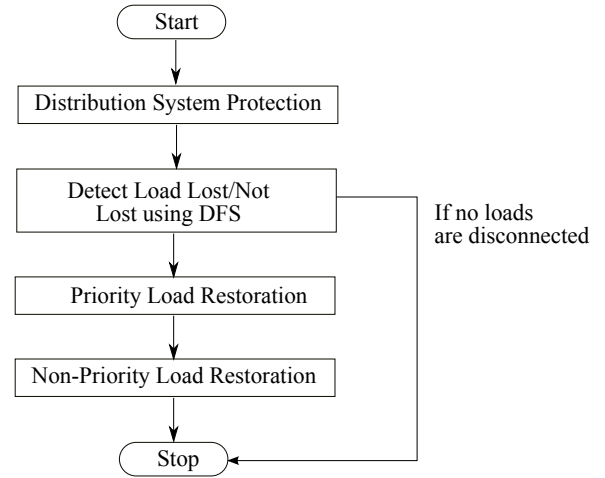 Start
Distribution System Protection
Detect Load Lost/Not
Lost using DFS
If no loads
are disconnected
Priority Load Restoration
Non-Priority Load Restoration
Stop